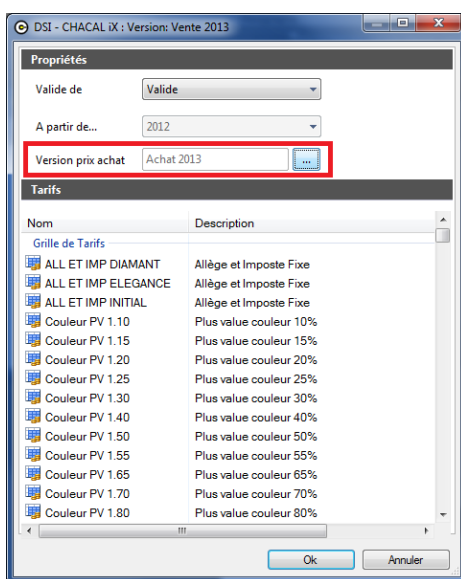 DSI - CHACAL iX : Version: Vente 2013
Propriétés
Valide de Valide
A partir de... 2012
Version prix achat Achat 2013 ...
Tarifs
Nom Description
Grille de Tarifs
ALL ET IMP DIAMANT Allège et Imposte Fixe
ALL ET IMP ELEGANCE Allège et Imposte Fixe
ALL ET IMP INITIAL Allège et Imposte Fixe
Couleur PV 1.10 Plus value couleur 10%
Couleur PV 1.15 Plus value couleur 15%
Couleur PV 1.20 Plus value couleur 20%
Couleur PV 1.25 Plus value couleur 25%
Couleur PV 1.30 Plus value couleur 30%
Couleur PV 1.40 Plus value couleur 40%
Couleur PV 1.50 Plus value couleur 50%
Couleur PV 1.55 Plus value couleur 55%
Couleur PV 1.65 Plus value couleur 65%
Couleur PV 1.70 Plus value couleur 70%
Couleur PV 1.80 Plus value couleur 80%
Ok Annuler